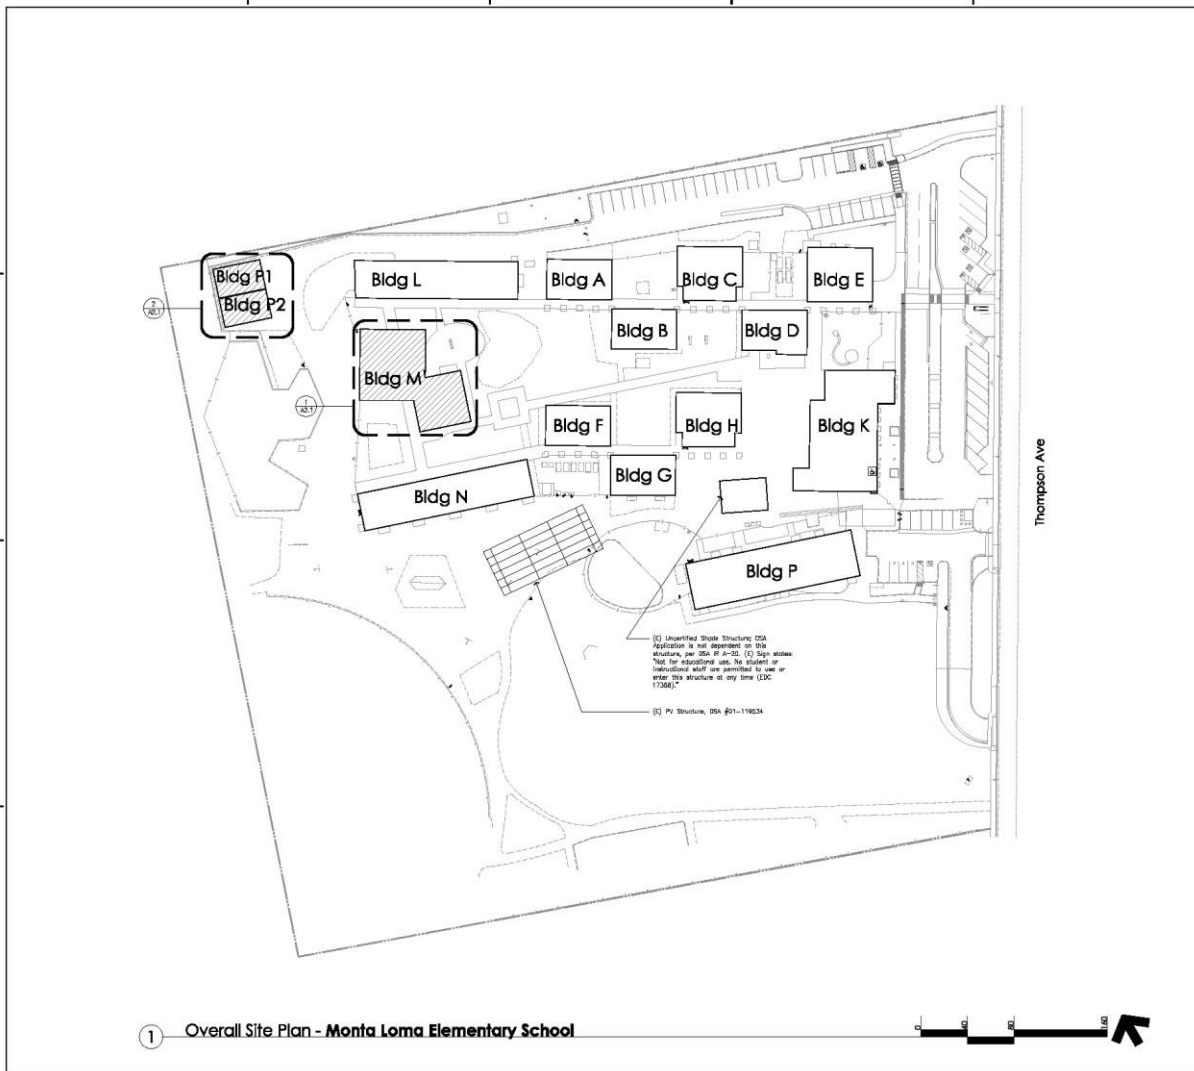 Bldg P1
Bldg P2
2
A2.1
Bldg L
Bldg A
Bldg C
Bldg E
Bldg B
Bldg D
Bldg M
1
A2.1
Bldg F
Bldg H
Bldg K
Bldg G
Bldg N
Bldg P
Thompson Ave
(E) Uncertified Shade Structure; DSA
Application is not dependent on this
structure, per DSA IR A-20. (E) Sign states:
"Not for educational use. No student or
instructional staff are permitted to use or
enter this structure at any time (EDC
17368)."
(E) PV Structure, DSA #01-119534
1 Overall Site Plan - Monta Loma Elementary School
0 40 80 160